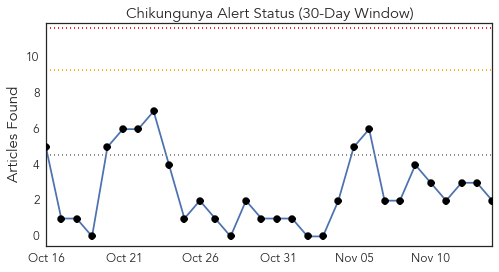 Chikungunya Alert Status (30-Day Window)
Articles Found
10
8
6
4
2
0
Oct 16 Oct 21 Oct 26 Oct 31 Nov 05 Nov 10